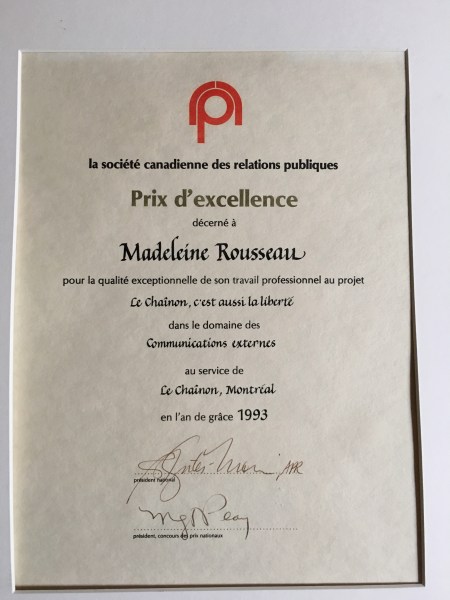 la société canadienne des relations publiques
Prix d'excellence
décerné à
Madeleine Rousseau
pour la qualité exceptionnelle de son travail professionnel au projet
Le Chaînon, c'est aussi la liberté
dans le domaine des
Communications externes
au service de
Le Chaînon, Montréal
en l'an de grâce 1993
APR
président national
président, concours des prix nationaux